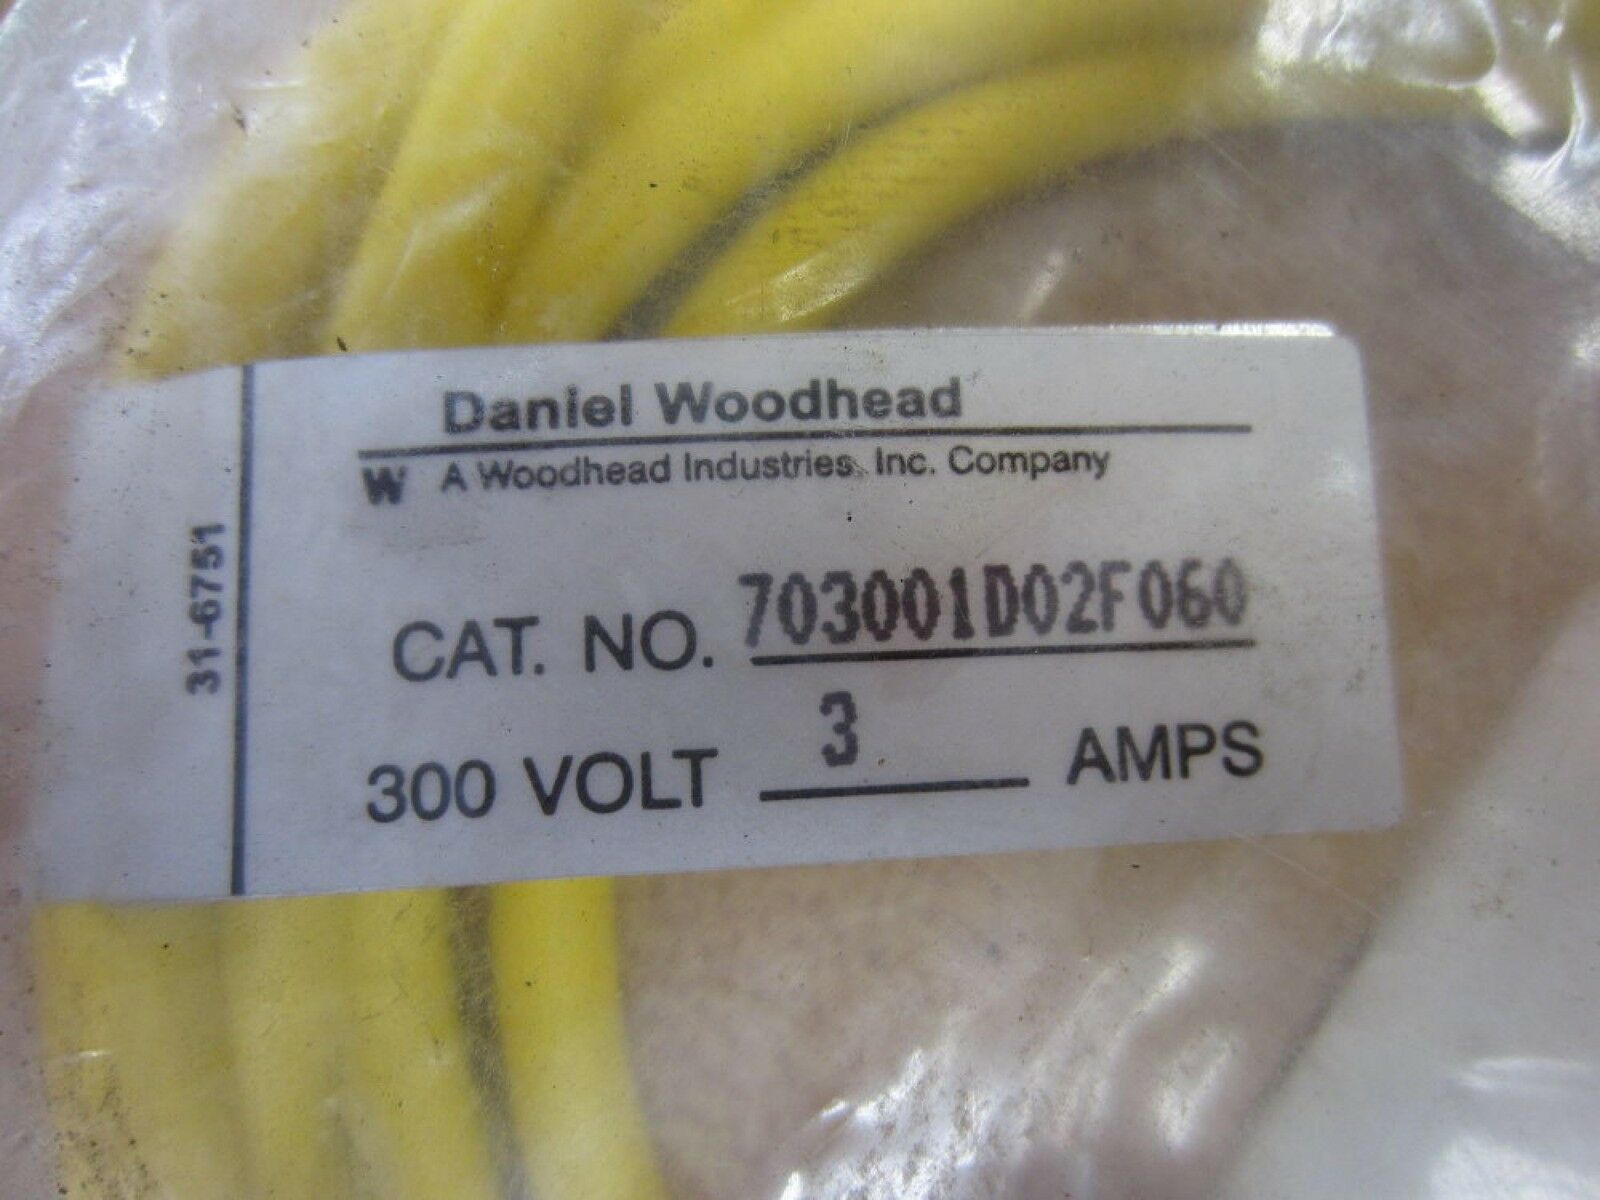 Daniel Woodhead
W A Woodhead Industries, Inc. Company
CAT. NO. 703001D02F060
300 VOLT 3 AMPS
31-6751